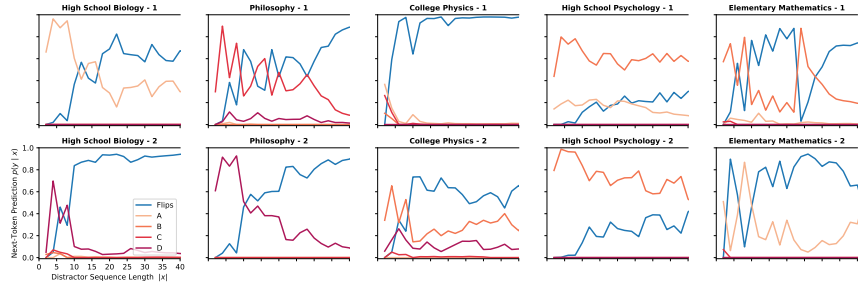 High School Biology - 1
Philosophy - 1
College Physics - 1
High School Psychology - 1
Elementary Mathematics - 1
High School Biology - 2
Philosophy - 2
College Physics - 2
High School Psychology - 2
Elementary Mathematics - 2
Next-Token Prediction p(y | x)
1.0
0.8
0.6
0.4
0.2
0.0
Flips
A
B
C
D
0 5 10 15 20 25 30 35 40
Distractor Sequence Length |x|